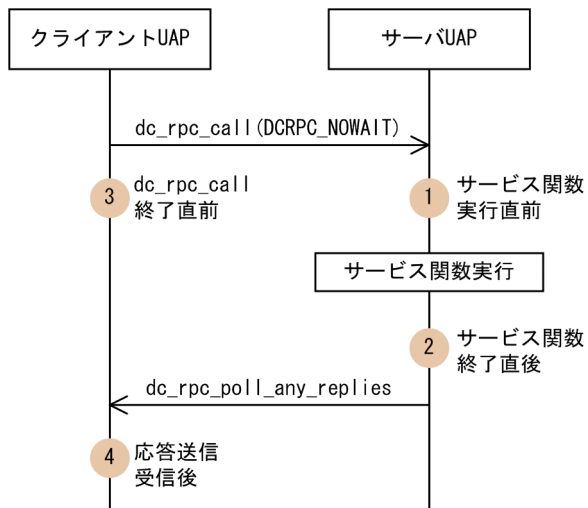 クライアントUAP
サーバUAP
dc_rpc_call(DCRPC_NOWAIT)
3
dc_rpc_call
終了直前
1
サービス関数
実行直前
サービス関数実行
2
サービス関数
終了直後
dc_rpc_poll_any_replies
4
応答送信
受信後